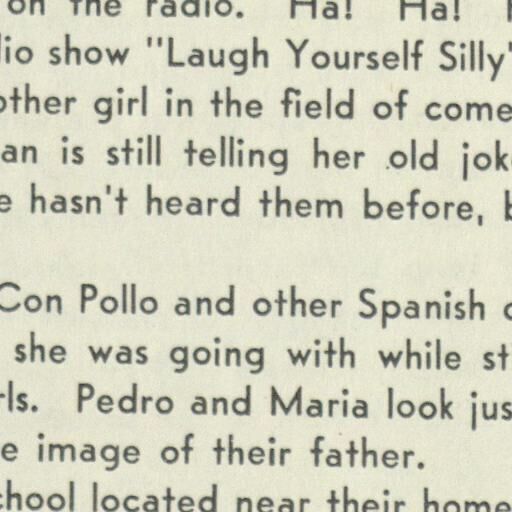 on the radio. Ha! Ha!
dio show "Laugh Yourself Silly"
other girl in the field of come
an is still telling her old jok
e hasn't heard them before, b
Con Pollo and other Spanish
she was going with while st
rls. Pedro and Maria look jus
e image of their father.
chool located near their home